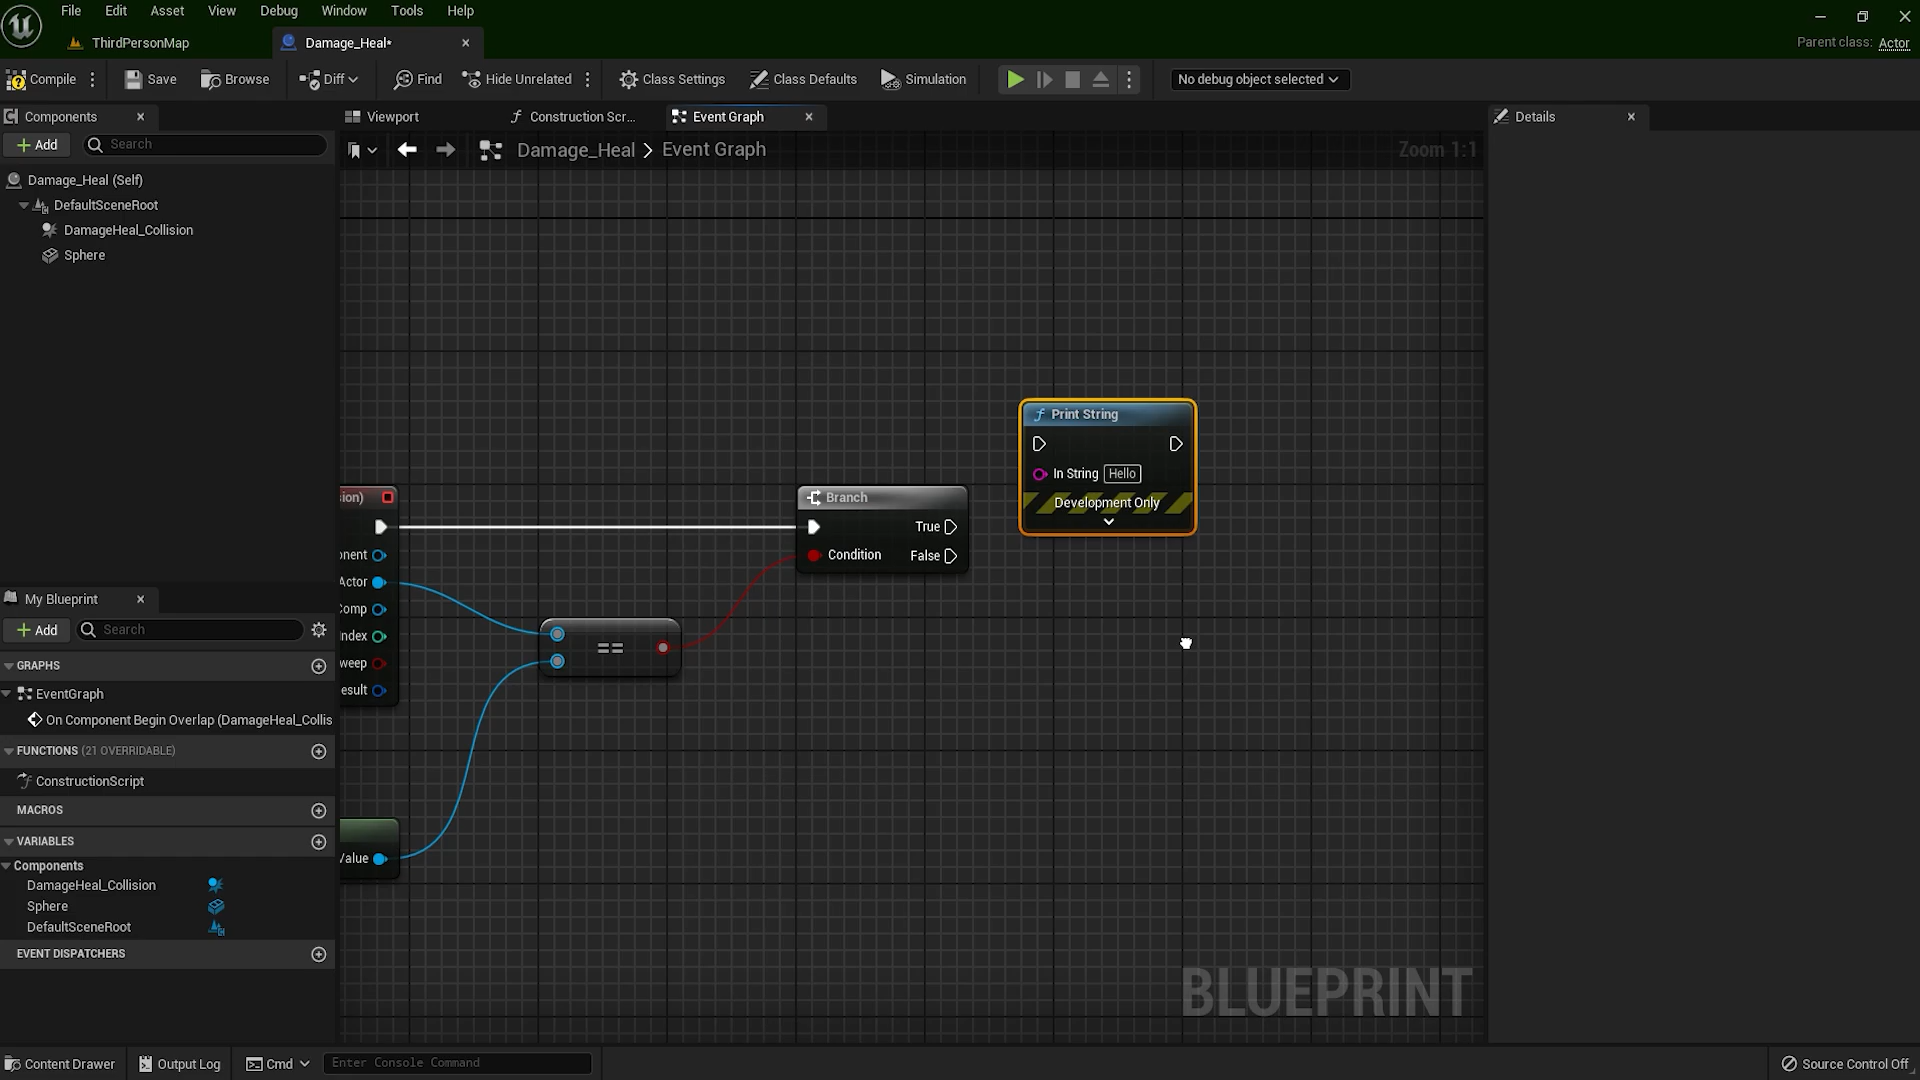 File Edit Asset View Debug Window Tools Help
ThirdPersonMap
Damage_Heal*
Parent class: Actor
Compile
Save
Browse
Diff
Find
Hide Unrelated
Class Settings
Class Defaults
Simulation
No debug object selected
Components
Viewport
Construction Scr...
Event Graph
Details
Add
Search
Damage_Heal > Event Graph
Zoom 1:1
Damage_Heal (Self)
DefaultSceneRoot
DamageHeal_Collision
Sphere
Print String
In String Hello
Development Only
sion)
Branch
True
onent
Condition
False
Actor
Comp
Index
weep
esult
==
Value
My Blueprint
Add
Search
GRAPHS
EventGraph
On Component Begin Overlap (DamageHeal_Collis
FUNCTIONS (21 OVERRIDABLE)
ConstructionScript
MACROS
VARIABLES
Components
DamageHeal_Collision
Sphere
DefaultSceneRoot
EVENT DISPATCHERS
BLUEPRINT
Content Drawer
Output Log
Cmd
Enter Console Command
Source Control Off